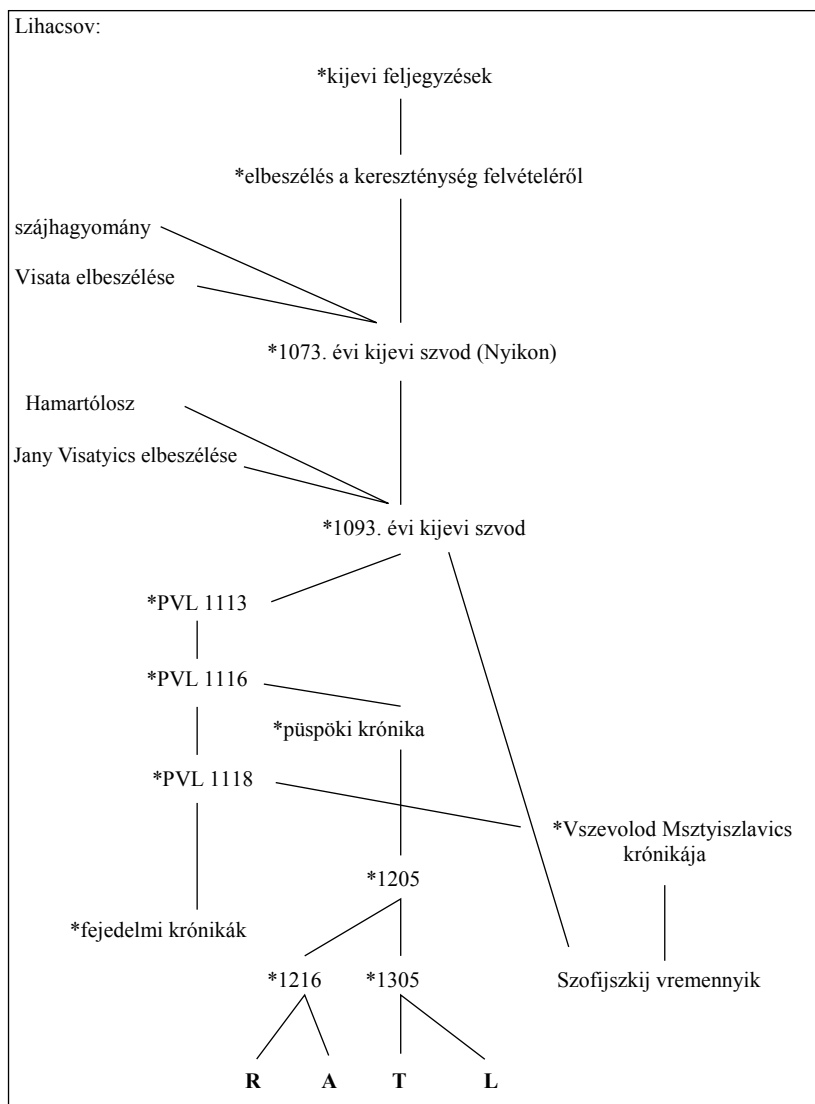 Lihacsov:
*kijevi feljegyzések
*elbeszélés a kereszténység felvételéről
szájhagyomány
Visata elbeszélése
*1073. évi kijevi szvod (Nyikon)
Hamartólosz
Jany Visatyics elbeszélése
*1093. évi kijevi szvod
*PVL 1113
*PVL 1116
*püspöki krónika
*PVL 1118
*Vszevolod Msztyiszlavics
krónikája
*1205
*fejedelmi krónikák
*1216
*1305
Szofijszkij vremennyik
R A T L